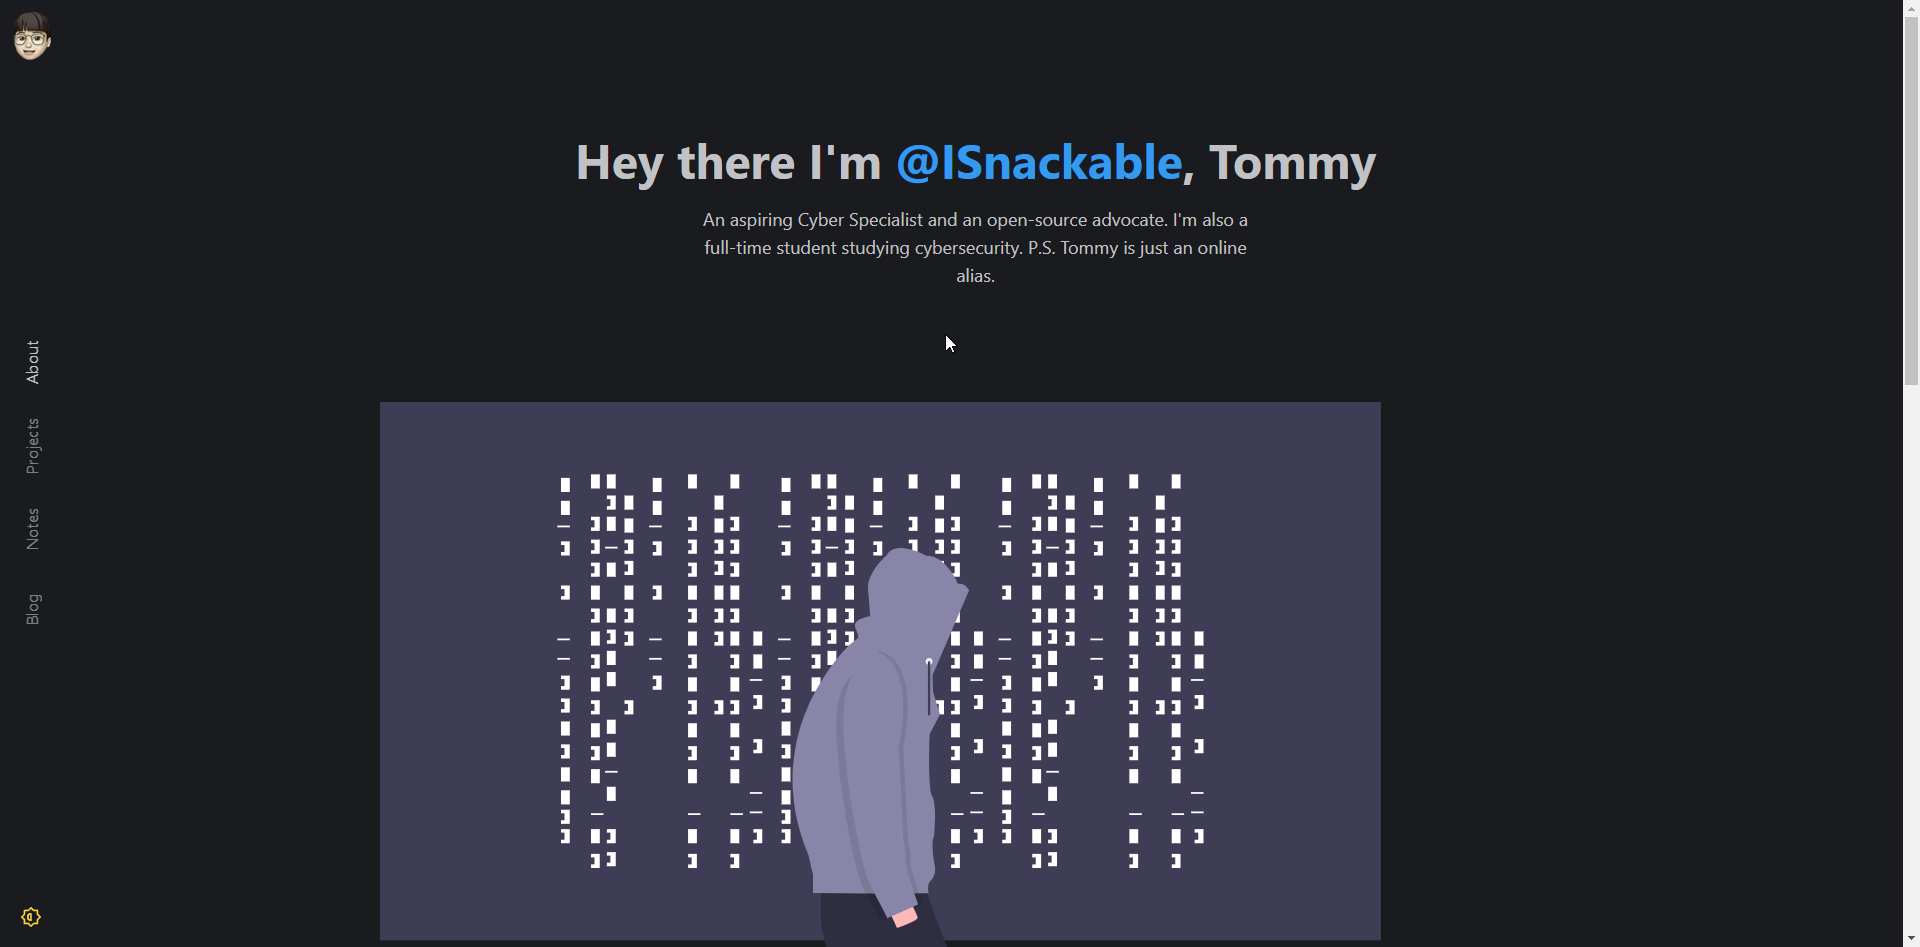 Hey there I'm @ISnackable, Tommy
An aspiring Cyber Specialist and an open-source advocate. I'm also a
full-time student studying cybersecurity. P.S. Tommy is just an online
alias.
About
Projects
Notes
Blog